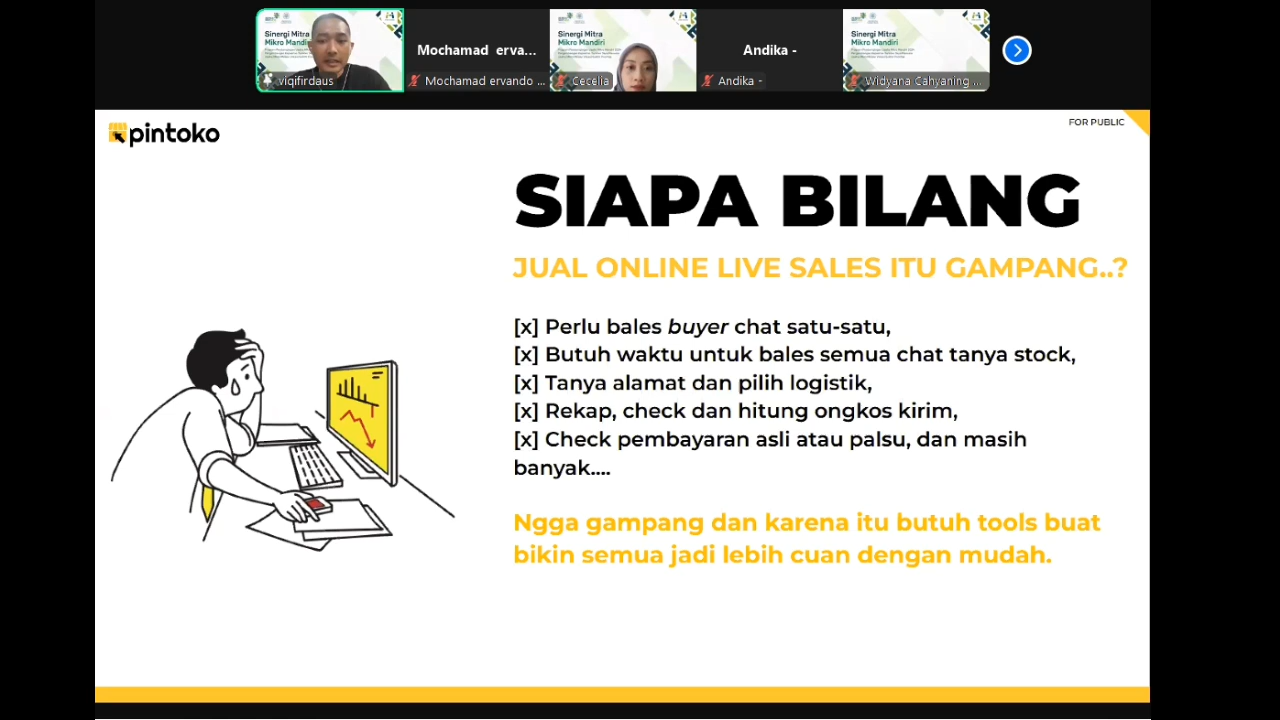 Sinergi Mitra
Mikro Mandiri
viqifirdaus
Mochamad erva...
Mochamad ervando ...
Sinergi Mitra
Mikro Mandiri
Cecelia
Andika -
Andika -
Sinergi Mitra
Mikro Mandiri
Widyana Cahyaning ...
pintoko
FOR PUBLIC
SIAPA BILANG
JUAL ONLINE LIVE SALES ITU GAMPANG..?
[x] Perlu bales buyer chat satu-satu,
[x] Butuh waktu untuk bales semua chat tanya stock,
[x] Tanya alamat dan pilih logistik,
[x] Rekap, check dan hitung ongkos kirim,
[x] Check pembayaran asli atau palsu, dan masih
banyak....
Ngga gampang dan karena itu butuh tools buat
bikin semua jadi lebih cuan dengan mudah.